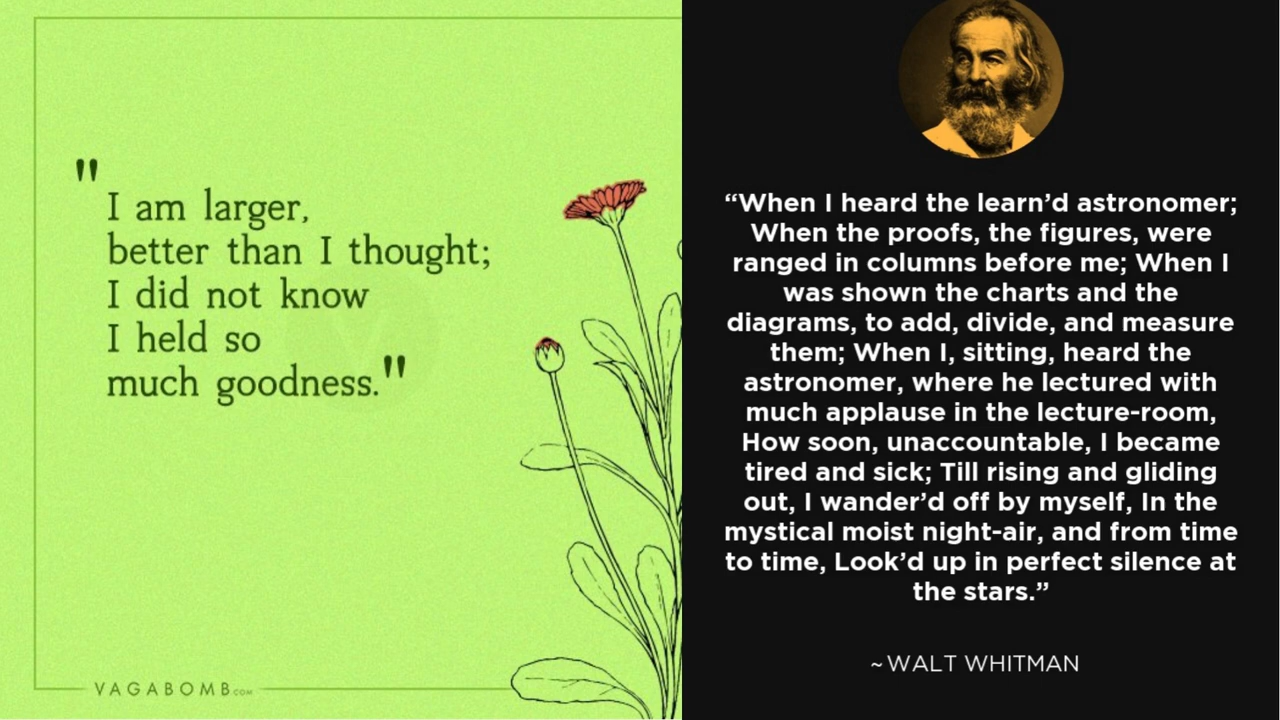 "
I am larger,
better than I thought;
I did not know
I held so
much goodness."
VAGABOMB.COM
“When I heard the learn’d astronomer;
When the proofs, the figures, were
ranged in columns before me; When I
was shown the charts and the
diagrams, to add, divide, and measure
them; When I, sitting, heard the
astronomer, where he lectured with
much applause in the lecture-room,
How soon, unaccountable, I became
tired and sick; Till rising and gliding
out, I wander’d off by myself, In the
mystical moist night-air, and from time
to time, Look’d up in perfect silence at
the stars.”
~WALT WHITMAN